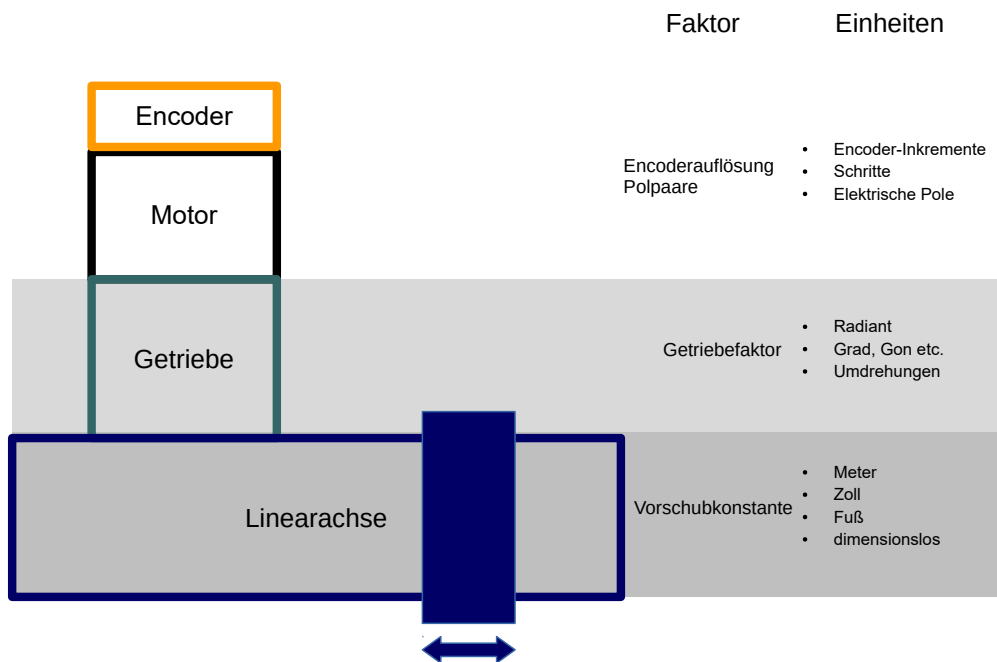 Faktor
Einheiten
Encoder
Motor
Encoderauflösung
Polpaare
• Encoder-Inkremente
• Schritte
• Elektrische Pole
Getriebe
Getriebefaktor
• Radiant
• Grad, Gon etc.
• Umdrehungen
Linearachse
Vorschubkonstante
• Meter
• Zoll
• Fuß
• dimensionslos